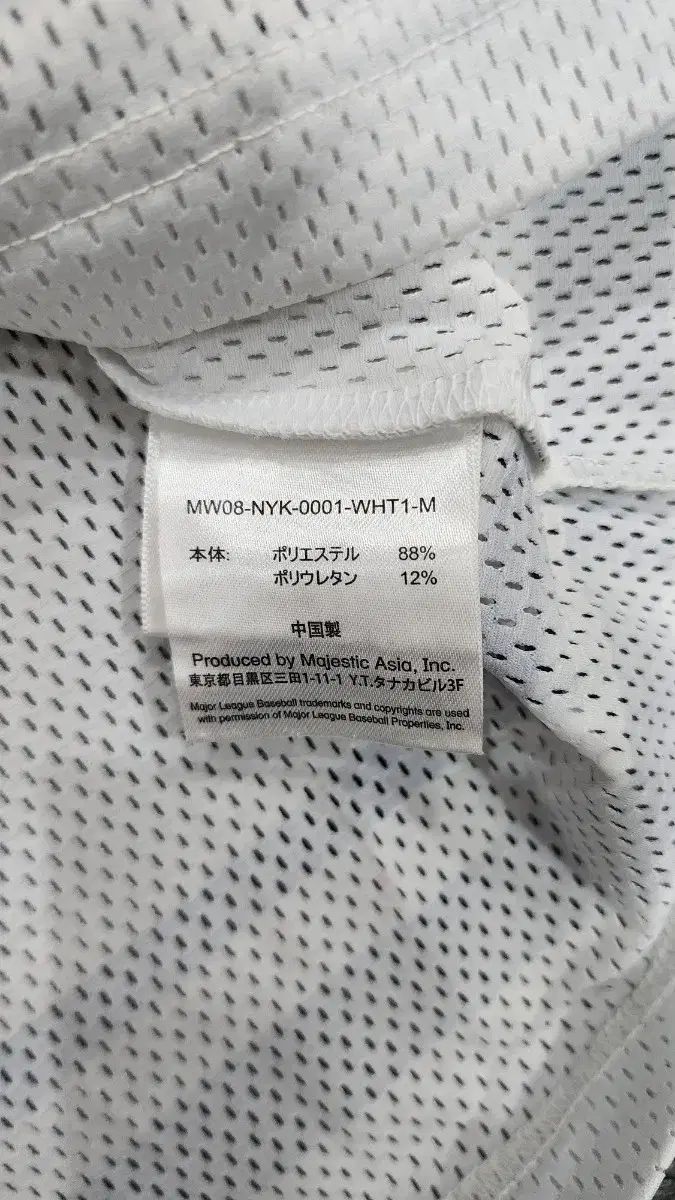 MW08-NYK-0001-WHT1-M
本体: ポリエステル 88%
ポリウレタン 12%
中国製
Produced by Majestic Asia, Inc.
東京都目黒区三田1-11-1 Y.T.タナカビル3F
Major League Baseball trademarks and copyrights are used
with permission of Major League Baseball Properties, Inc.